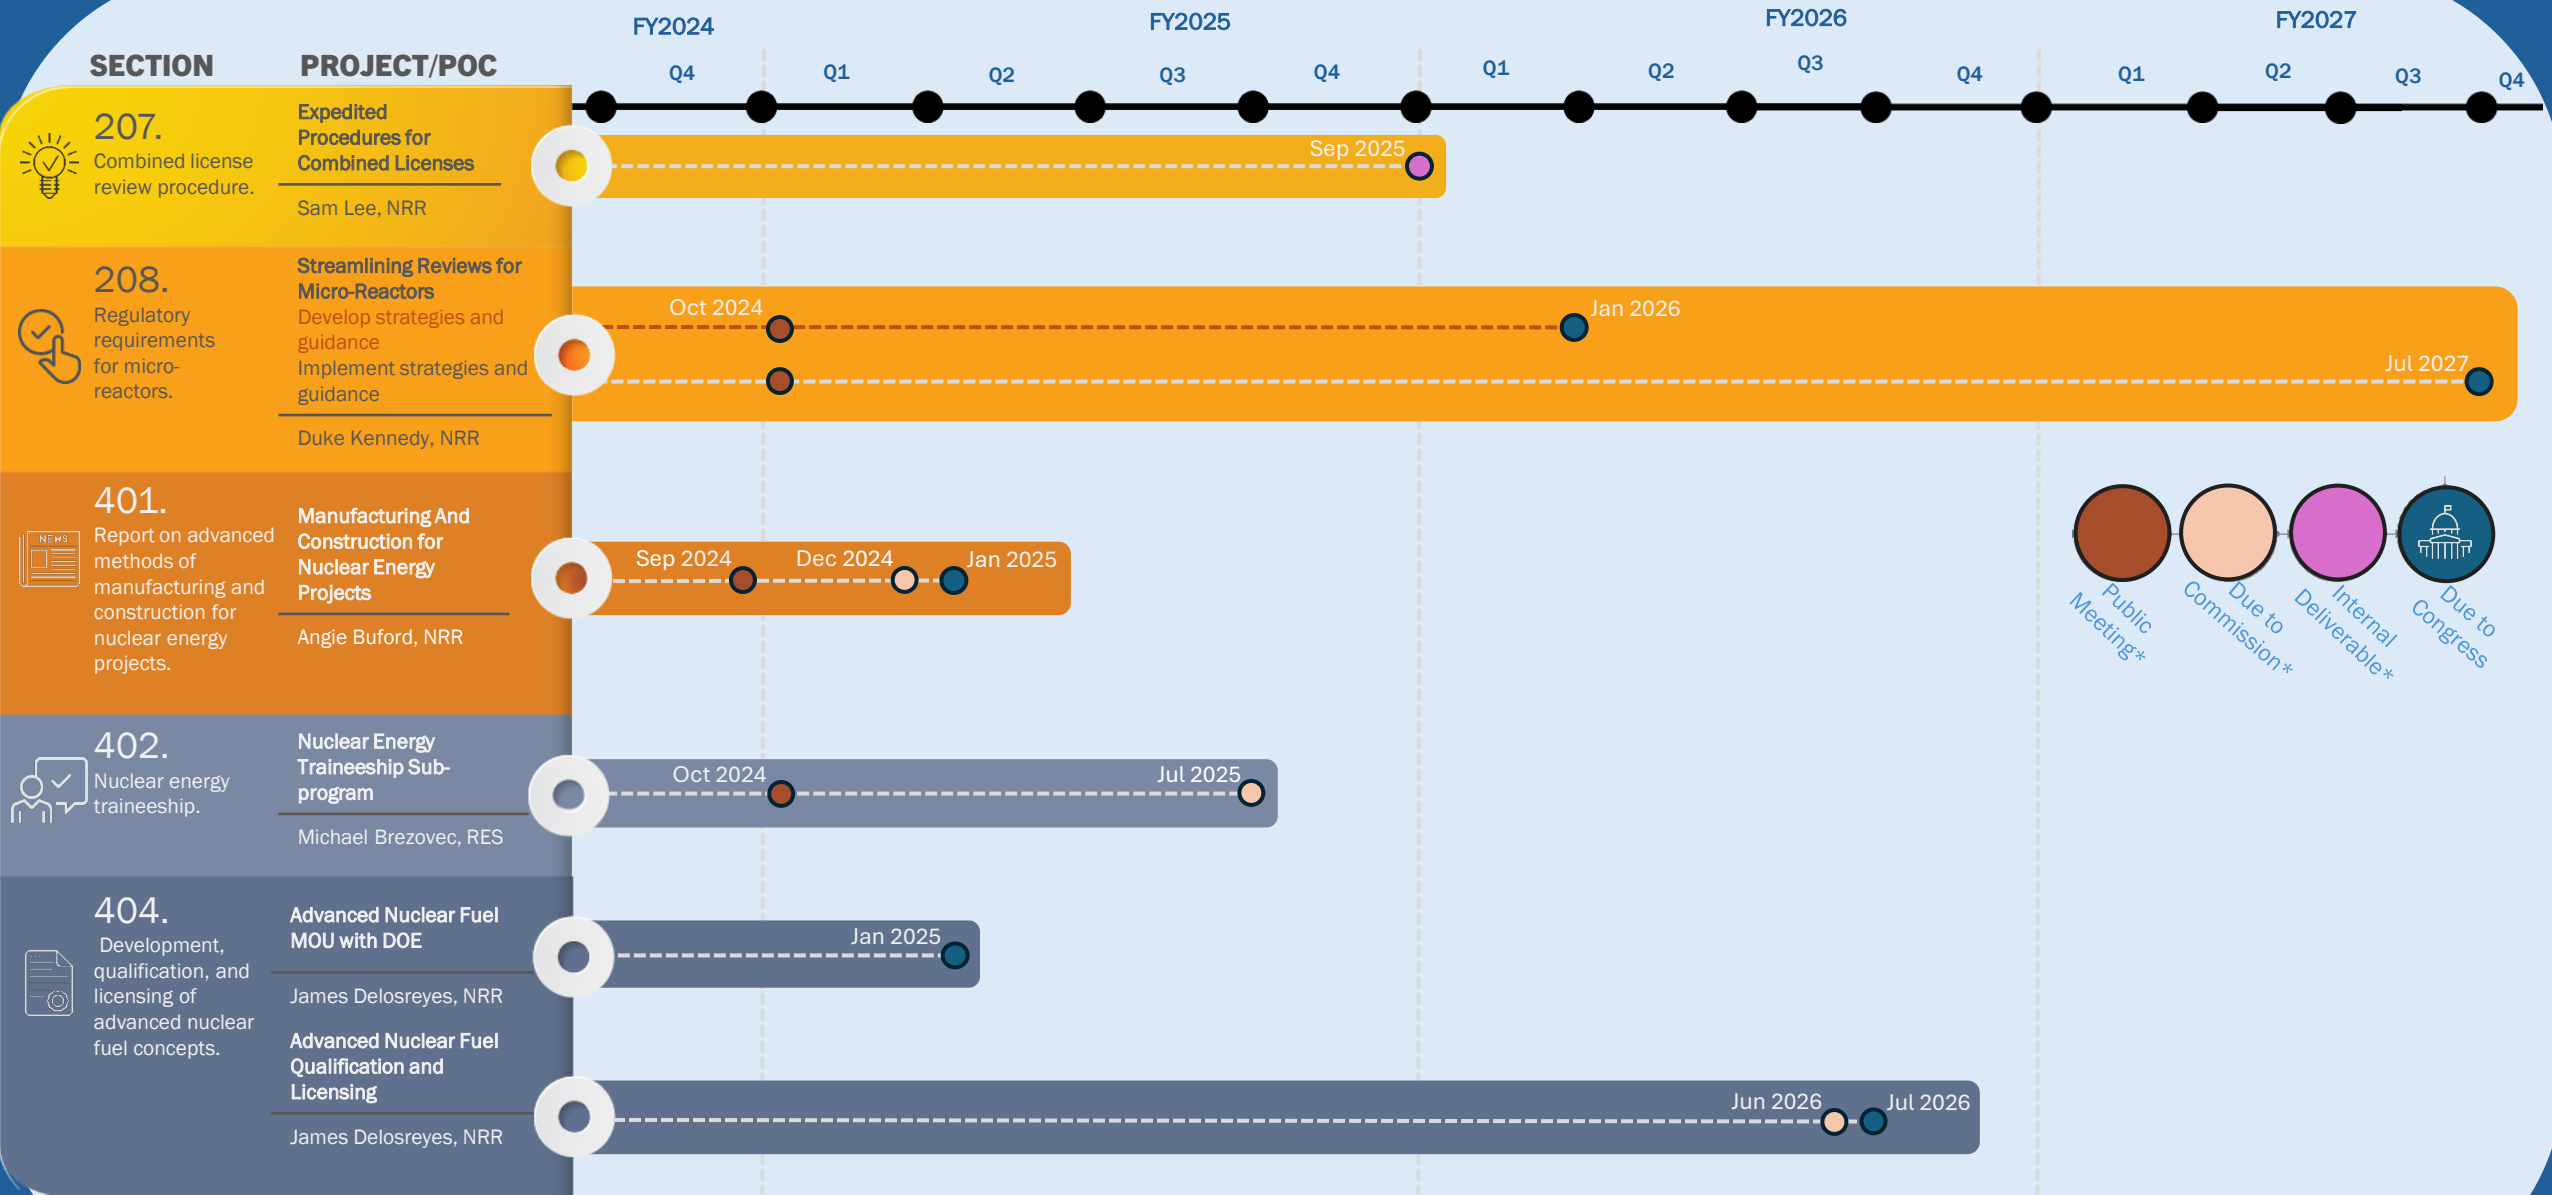 FY2024
FY2025
FY2026
FY2027
SECTION
PROJECT/POC
Q4
Q1
Q2
Q3
Q4
Q1
Q2
Q3
Q4
Q1
Q2
Q3
Q4
207.
Combined license
review procedure.
Expedited
Procedures for
Combined Licenses
Sam Lee, NRR
Sep 2025
208.
Regulatory
requirements
for micro-
reactors.
Streamlining Reviews for
Micro-Reactors
Develop strategies and
guidance
Implement strategies and
guidance
Duke Kennedy, NRR
Oct 2024
Jan 2026
Jul 2027
401.
NEWS
Report on advanced
methods of
manufacturing and
construction for
nuclear energy
projects.
Manufacturing And
Construction for
Nuclear Energy
Projects
Angie Buford, NRR
Sep 2024
Dec 2024
Jan 2025
Public
Meeting*
Due to
Commission*
Internal
Deliverable*
Due to
Congress
402.
Nuclear energy
traineeship.
Nuclear Energy
Traineeship Sub-
program
Michael Brezovec, RES
Oct 2024
Jul 2025
404.
Development,
qualification, and
licensing of
advanced nuclear
fuel concepts.
Advanced Nuclear Fuel
MOU with DOE
James Delosreyes, NRR
Jan 2025
Advanced Nuclear Fuel
Qualification and
Licensing
James Delosreyes, NRR
Jun 2026
Jul 2026